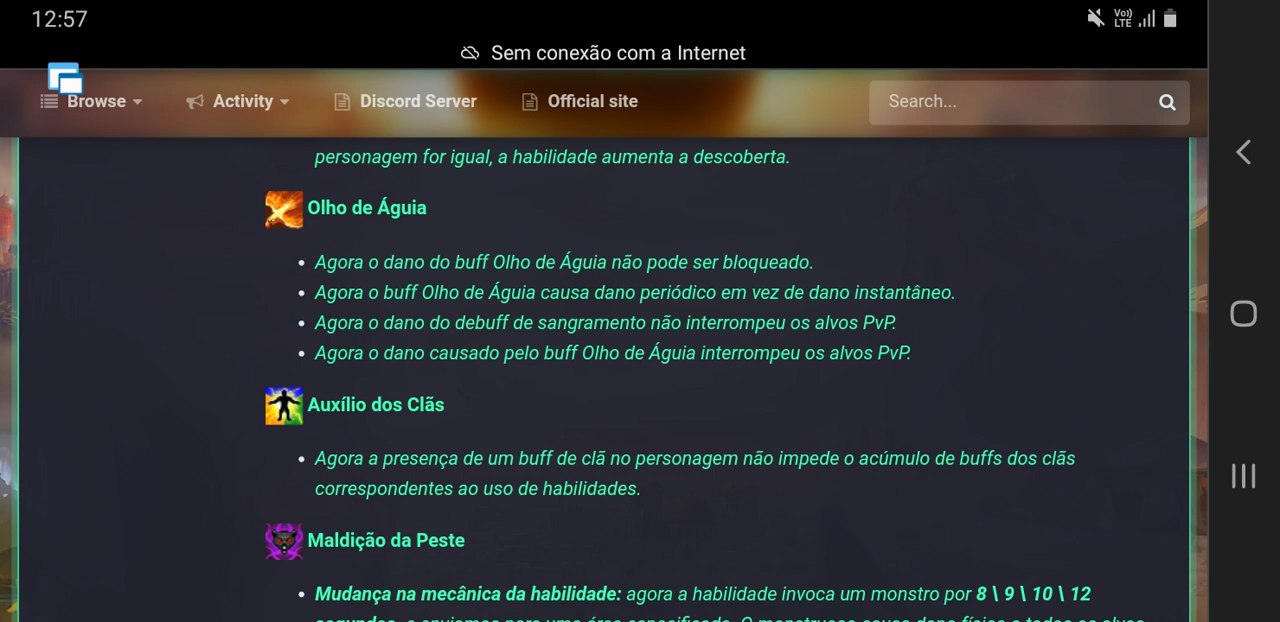 12:57
Vo)) LTE
Sem conexão com a Internet
Browse Activity Discord Server Official site Search...
personagem for igual, a habilidade aumenta a descoberta.
Olho de Águia
• Agora o dano do buff Olho de Águia não pode ser bloqueado.
• Agora o buff Olho de Águia causa dano periódico em vez de dano instantâneo.
• Agora o dano do debuff de sangramento não interrompeu os alvos PvP.
• Agora o dano causado pelo buff Olho de Águia interrompeu os alvos PvP.
Auxílio dos Clãs
• Agora a presença de um buff de clã no personagem não impede o acúmulo de buffs dos clãs
correspondentes ao uso de habilidades.
Maldição da Peste
• Mudança na mecânica da habilidade: agora a habilidade invoca um monstro por 8 \ 9 \ 10 \ 12